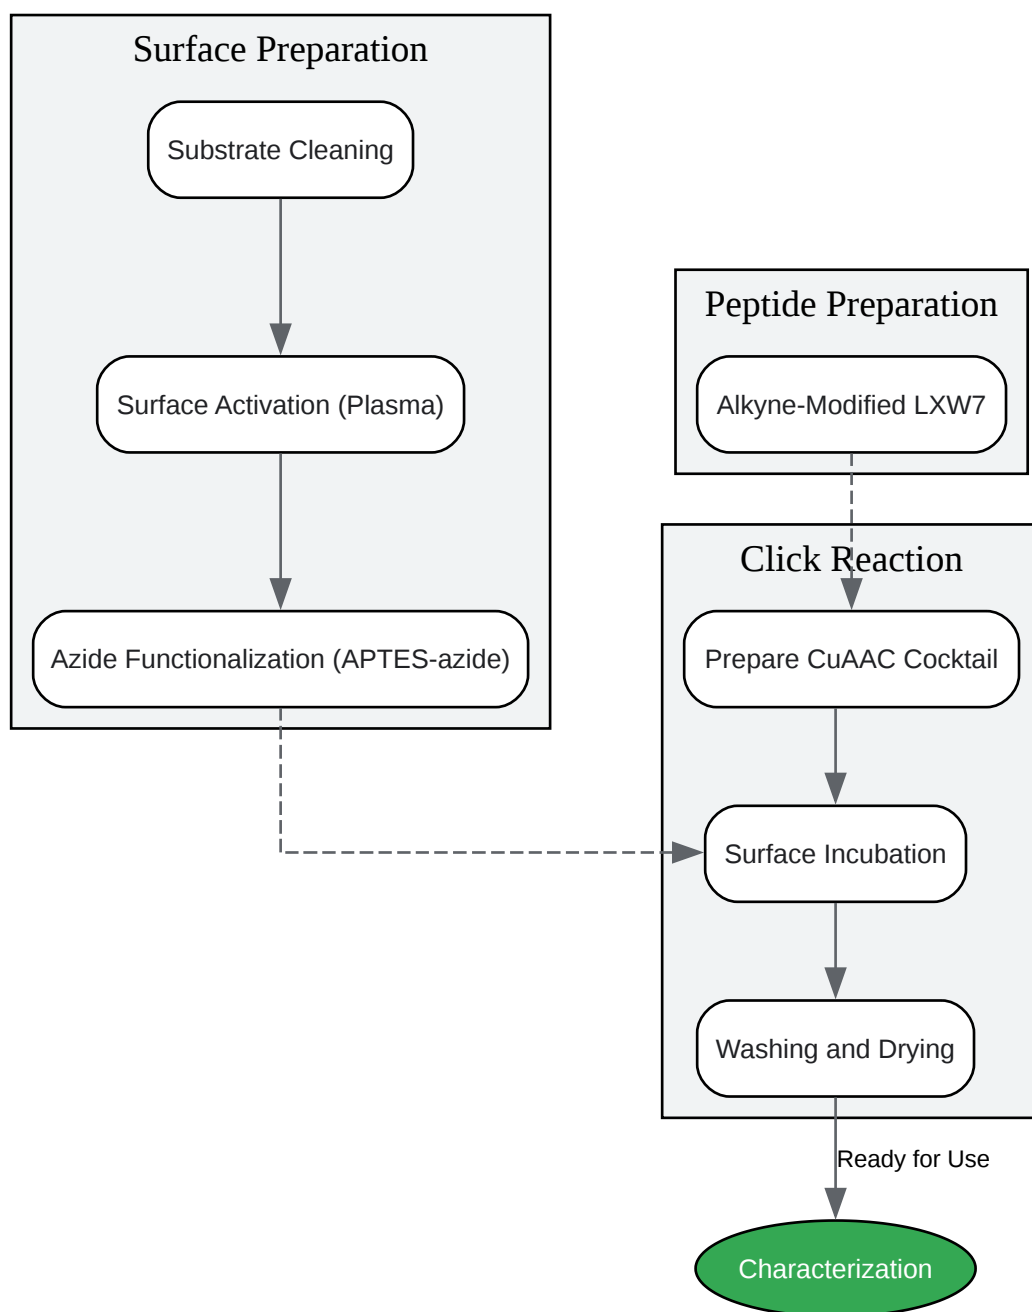 Surface Preparation
Substrate Cleaning
Surface Activation (Plasma)
Azide Functionalization (APTES-azide)
Peptide Preparation
Alkyne-Modified LXW7
Click Reaction
Prepare CuAAC Cocktail
Surface Incubation
Washing and Drying
Ready for Use
Characterization